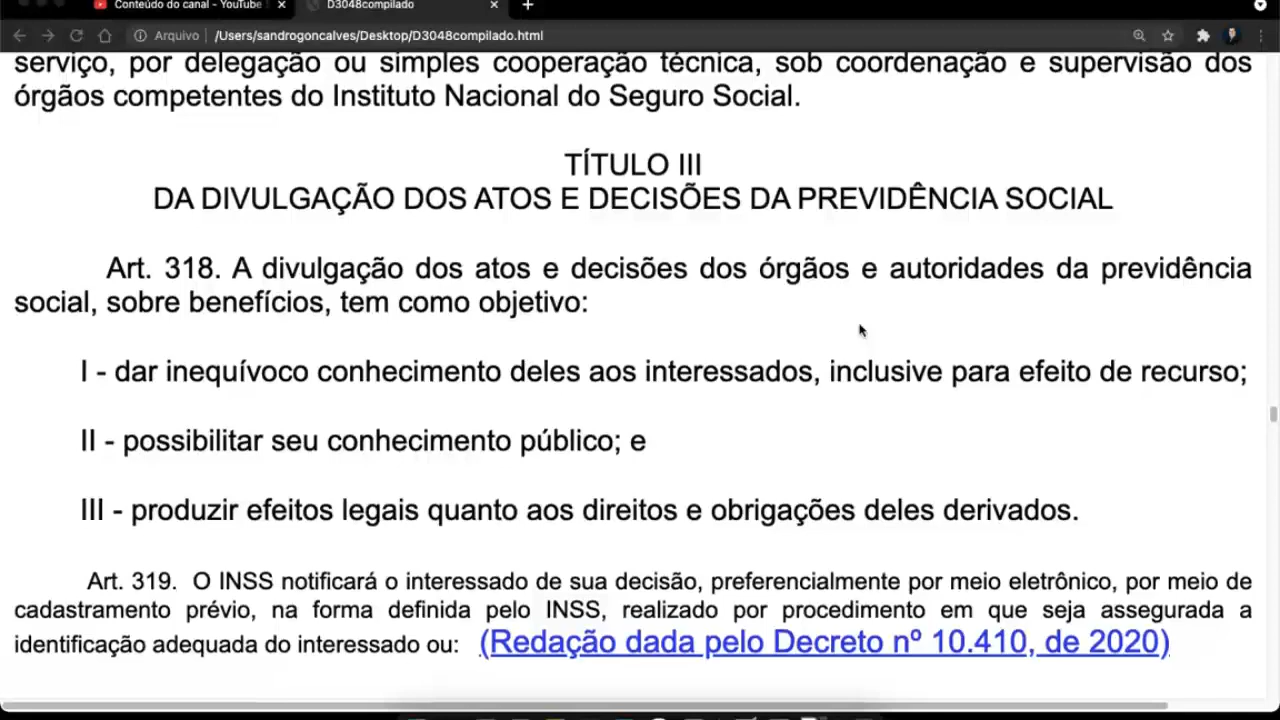 Conteúdo do canal - YouTube
D3048compilado
Arquivo /Users/sandrogoncalves/Desktop/D3048compilado.html
serviço, por delegação ou simples cooperação técnica, sob coordenação e supervisão dos
órgãos competentes do Instituto Nacional do Seguro Social.
TÍTULO III
DA DIVULGAÇÃO DOS ATOS E DECISÕES DA PREVIDÊNCIA SOCIAL
Art. 318. A divulgação dos atos e decisões dos órgãos e autoridades da previdência
social, sobre benefícios, tem como objetivo:
I - dar inequívoco conhecimento deles aos interessados, inclusive para efeito de recurso;
II - possibilitar seu conhecimento público; e
III - produzir efeitos legais quanto aos direitos e obrigações deles derivados.
Art. 319. O INSS notificará o interessado de sua decisão, preferencialmente por meio eletrônico, por meio de
cadastramento prévio, na forma definida pelo INSS, realizado por procedimento em que seja assegurada a
identificação adequada do interessado ou: (Redação dada pelo Decreto nº 10.410, de 2020)